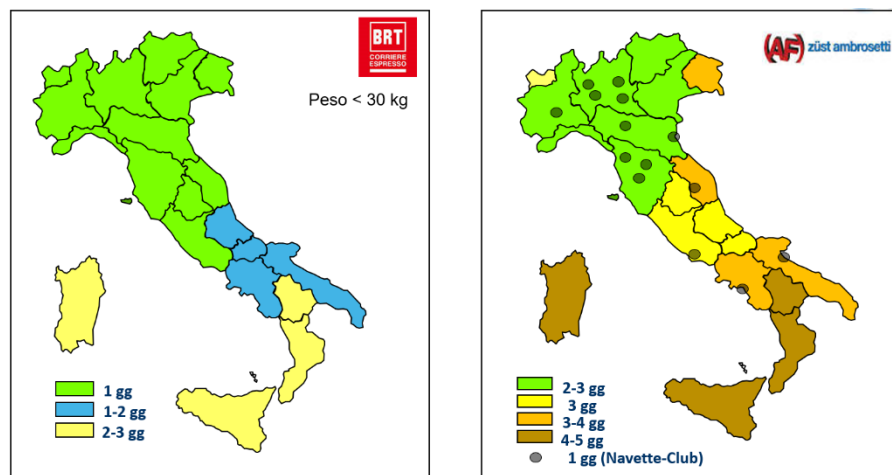 BRT
CORRIERE
ESPRESSO
Peso < 30 kg
1 gg
1-2 gg
2-3 gg
(AF) züst ambrosetti
2-3 gg
3 gg
3-4 gg
4-5 gg
1 gg (Navette-Club)